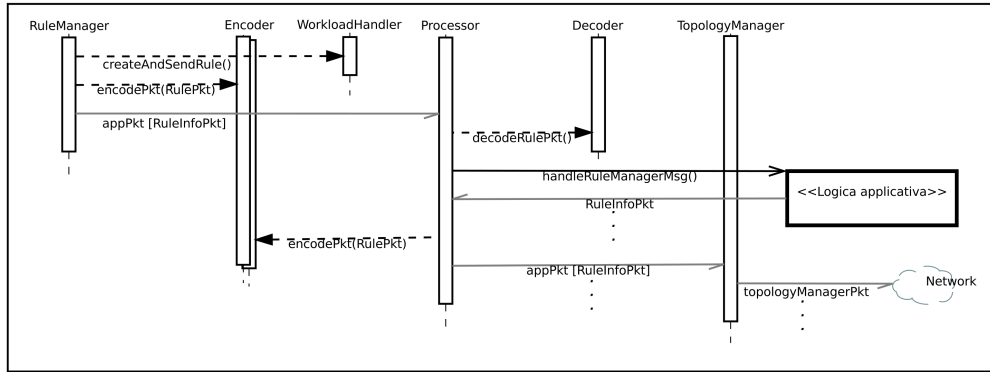 RuleManager
Encoder
WorkloadHandler
Processor
Decoder
TopologyManager
createAndSendRule()
encodePkt(RulePkt)
appPkt [RuleInfoPkt]
decodeRulePkt()
handleRuleManagerMsg()
<<Logica applicativa>>
RuleInfoPkt
encodePkt(RulePkt)
appPkt [RuleInfoPkt]
Network
topologyManagerPkt